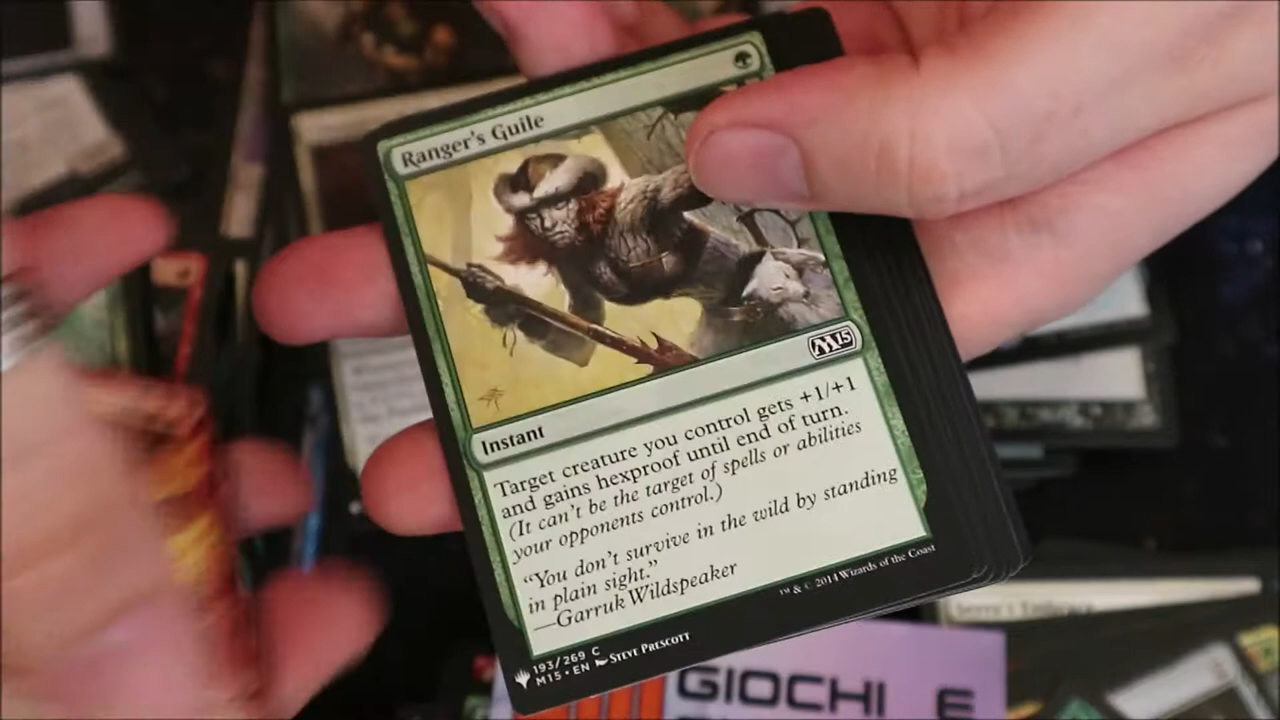 Ranger's Guile
M15
Instant
Target creature you control gets +1/+1
and gains hexproof until end of turn.
(It can't be the target of spells or abilities
your opponents control.)
"You don't survive in the wild by standing
in plain sight."
—Garruk Wildspeaker
™ & © 2014 Wizards of the Coast
193/269 C
M15 • EN Steve Prescott
GIOCHI E